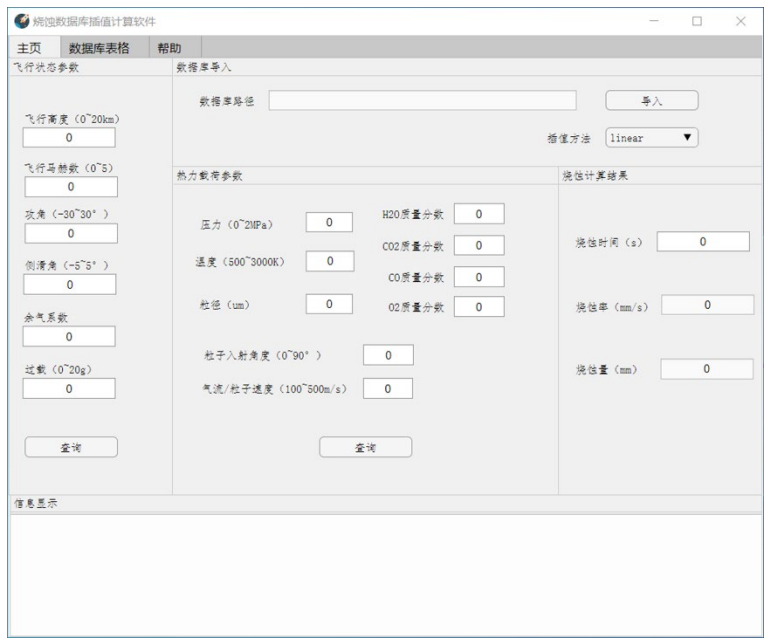 烧蚀数据库插值计算软件
主页 数据库表格 帮助
飞行状态参数
飞行高度 (0~20km)
0
飞行马赫数 (0~5)
0
攻角 (-30~30° )
0
侧滑角 (-5~5° )
0
余气系数
0
过载 (0~20g)
0
查询
数据库导入
数据库路径
导入
插值方法 linear
热力载荷参数
压力 (0~2MPa) 0
温度 (500~3000K) 0
粒径 (um) 0
H2O质量分数 0
CO2质量分数 0
CO质量分数 0
O2质量分数 0
粒子入射角度 (0~90° ) 0
气流/粒子速度 (100~500m/s) 0
查询
烧蚀计算结果
烧蚀时间 (s) 0
烧蚀率 (mm/s) 0
烧蚀量 (mm) 0
信息显示